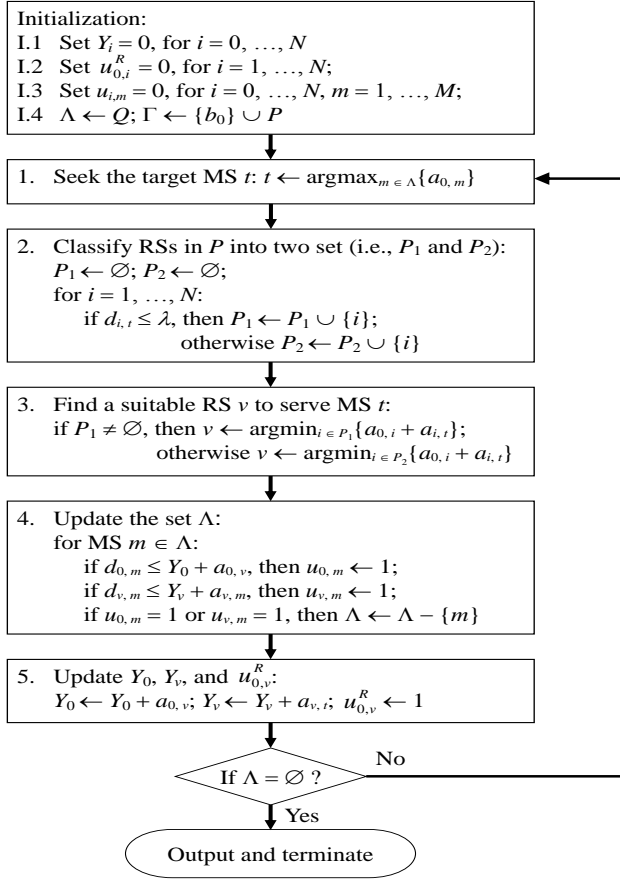 Initialization:
I.1 Set Y_i = 0, for i = 0, …, N
I.2 Set u^R_{0,i} = 0, for i = 1, …, N;
I.3 Set u_{i,m} = 0, for i = 0, …, N, m = 1, …, M;
I.4 Λ ← Q; Γ ← {b_0} ∪ P
1. Seek the target MS t: t ← argmax_{m ∈ Λ}{a_{0, m}}
2. Classify RSs in P into two set (i.e., P_1 and P_2):
P_1 ← ∅; P_2 ← ∅;
for i = 1, …, N:
if d_{i, t} ≤ λ, then P_1 ← P_1 ∪ {i};
otherwise P_2 ← P_2 ∪ {i}
3. Find a suitable RS v to serve MS t:
if P_1 ≠ ∅, then v ← argmin_{i ∈ P_1}{a_{0, i} + a_{i, t}};
otherwise v ← argmin_{i ∈ P_2}{a_{0, i} + a_{i, t}}
4. Update the set Λ:
for MS m ∈ Λ:
if d_{0, m} ≤ Y_0 + a_{0, v}, then u_{0, m} ← 1;
if d_{v, m} ≤ Y_v + a_{v, m}, then u_{v, m} ← 1;
if u_{0, m} = 1 or u_{v, m} = 1, then Λ ← Λ − {m}
5. Update Y_0, Y_v, and u^R_{0,v}:
Y_0 ← Y_0 + a_{0, v}; Y_v ← Y_v + a_{v, t}; u^R_{0,v} ← 1
If Λ = ∅ ?
No
Yes
Output and terminate